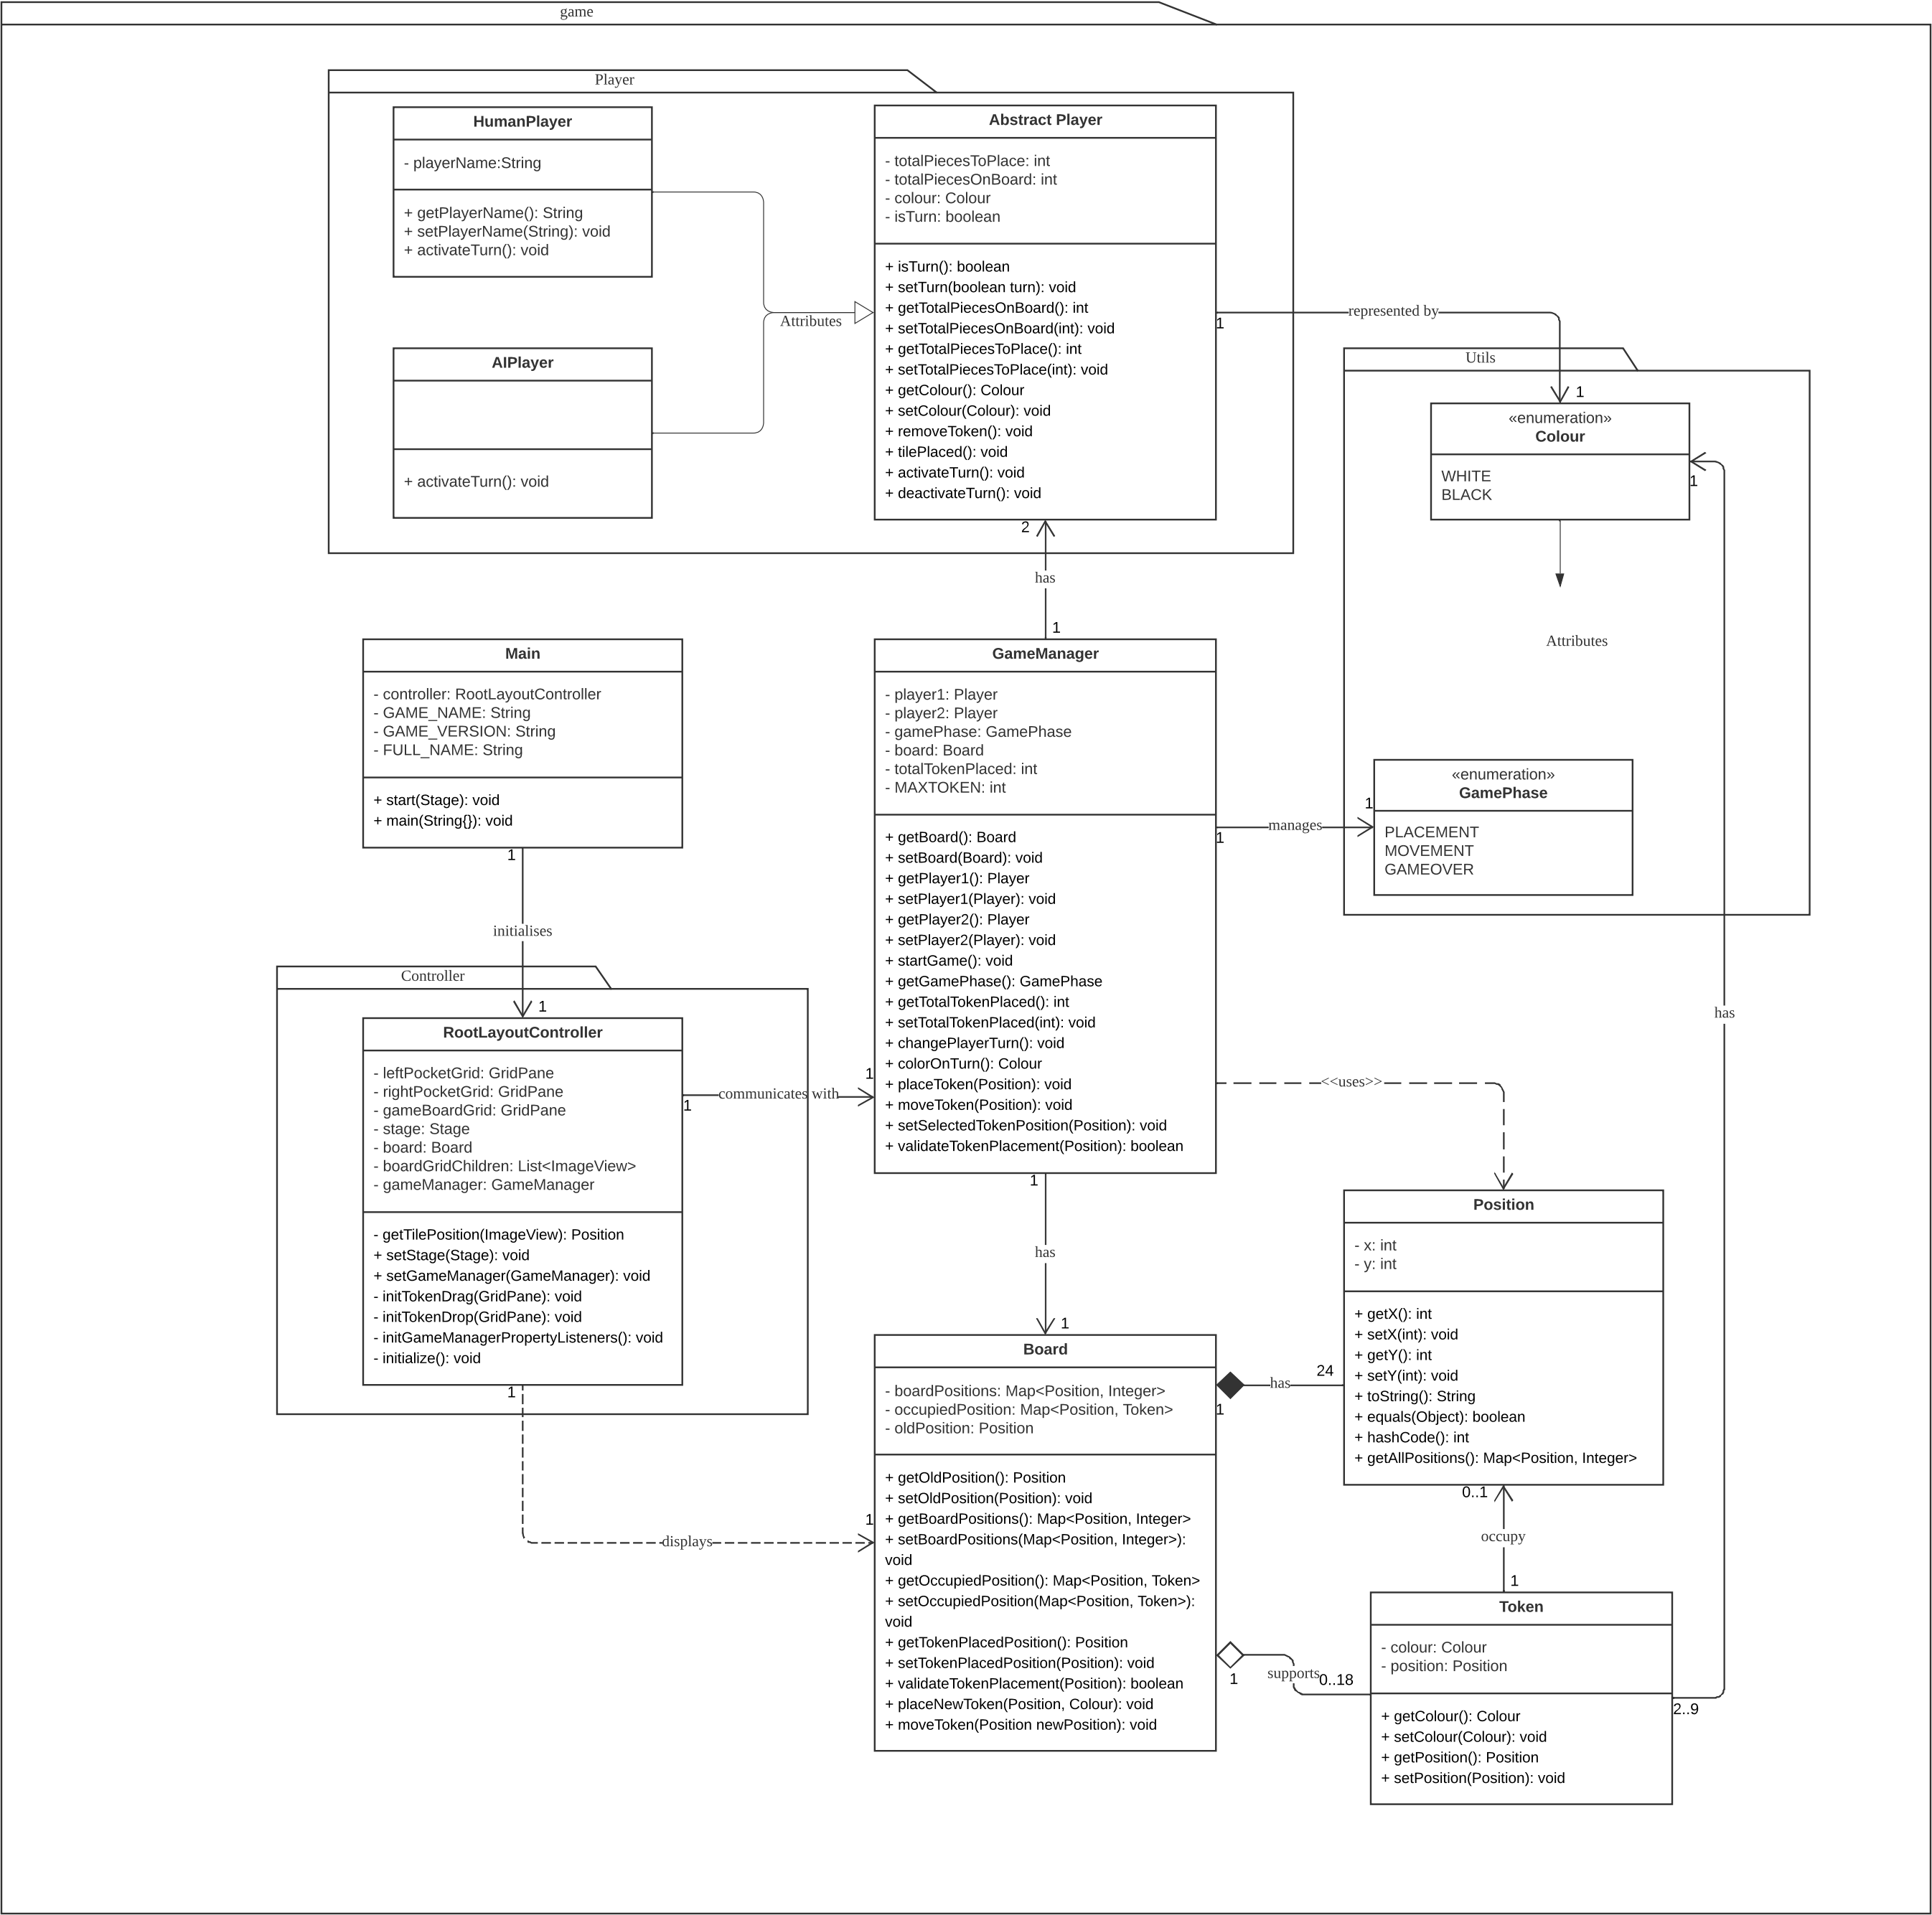 game
Player
HumanPlayer
- playerName:String
+ getPlayerName(): String
+ setPlayerName(String): void
+ activateTurn(): void
AIPlayer
+ activateTurn(): void
Attributes
Abstract Player
- totalPiecesToPlace: int
- totalPiecesOnBoard: int
- colour: Colour
- isTurn: boolean
+ isTurn(): boolean
+ setTurn(boolean turn): void
+ getTotalPiecesOnBoard(): int
+ setTotalPiecesOnBoard(int): void
+ getTotalPiecesToPlace(): int
+ setTotalPiecesToPlace(int): void
+ getColour(): Colour
+ setColour(Colour): void
+ removeToken(): void
+ tilePlaced(): void
+ activateTurn(): void
+ deactivateTurn(): void
1
represented by
1
Utils
«enumeration»
Colour
WHITE
BLACK
1
Attributes
2
has
1
Main
- controller: RootLayoutController
- GAME_NAME: String
- GAME_VERSION: String
- FULL_NAME: String
+ start(Stage): void
+ main(String{}): void
1
initialises
1
GameManager
- player1: Player
- player2: Player
- gamePhase: GamePhase
- board: Board
- totalTokenPlaced: int
- MAXTOKEN: int
+ getBoard(): Board
+ setBoard(Board): void
+ getPlayer1(): Player
+ setPlayer1(Player): void
+ getPlayer2(): Player
+ setPlayer2(Player): void
+ startGame(): void
+ getGamePhase(): GamePhase
+ getTotalTokenPlaced(): int
+ setTotalTokenPlaced(int): void
+ changePlayerTurn(): void
+ colorOnTurn(): Colour
+ placeToken(Position): void
+ moveToken(Position): void
+ setSelectedTokenPosition(Position): void
+ validateTokenPlacement(Position): boolean
1
manages
1
«enumeration»
GamePhase
PLACEMENT
MOVEMENT
GAMEOVER
has
Controller
RootLayoutController
- leftPocketGrid: GridPane
- rightPocketGrid: GridPane
- gameBoardGrid: GridPane
- stage: Stage
- board: Board
- boardGridChildren: List<ImageView>
- gameManager: GameManager
- getTilePosition(ImageView): Position
+ setStage(Stage): void
+ setGameManager(GameManager): void
- initTokenDrag(GridPane): void
- initTokenDrop(GridPane): void
- initGameManagerPropertyListeners(): void
- initialize(): void
1
communicates with
1
<<uses>>
1
has
1
1
displays
1
Board
- boardPositions: Map<Position, Integer>
- occupiedPosition: Map<Position, Token>
- oldPosition: Position
+ getOldPosition(): Position
+ setOldPosition(Position): void
+ getBoardPositions(): Map<Position, Integer>
+ setBoardPositions(Map<Position, Integer>):
void
+ getOccupiedPosition(): Map<Position, Token>
+ setOccupiedPosition(Map<Position, Token>):
void
+ getTokenPlacedPosition(): Position
+ setTokenPlacedPosition(Position): void
+ validateTokenPlacement(Position): boolean
+ placeNewToken(Position, Colour): void
+ moveToken(Position newPosition): void
1
has
24
Position
- x: int
- y: int
+ getX(): int
+ setX(int): void
+ getY(): int
+ setY(int): void
+ toString(): String
+ equals(Object): boolean
+ hashCode(): int
+ getAllPositions(): Map<Position, Integer>
0..1
occupy
1
1
supports
0..18
Token
- colour: Colour
- position: Position
+ getColour(): Colour
+ setColour(Colour): void
+ getPosition(): Position
+ setPosition(Position): void
2..9